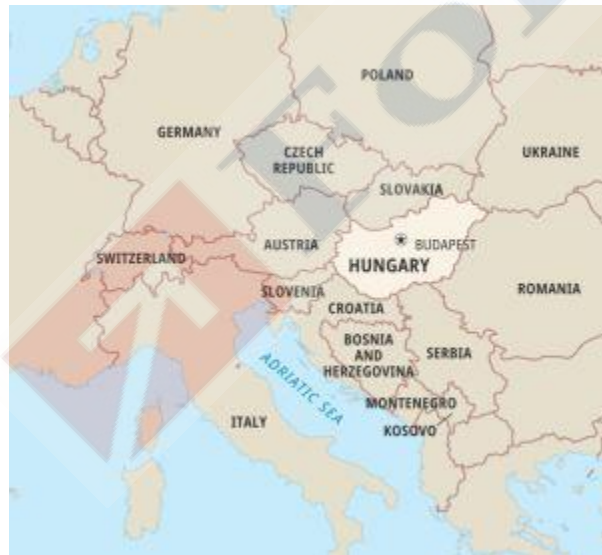 POLAND
GERMANY
CZECH
REPUBLIC
UKRAINE
SLOVAKIA
AUSTRIA
BUDAPEST
SWITZERLAND
HUNGARY
SLOVENIA
ROMANIA
CROATIA
BOSNIA
AND
HERZEGOVINA
SERBIA
ADRIATIC SEA
MONTENEGRO
ITALY
KOSOVO